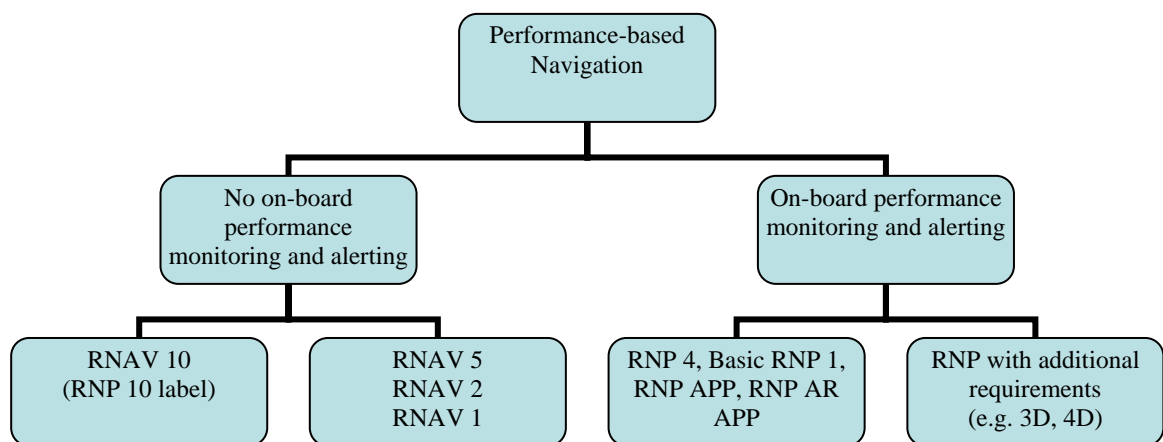 Performance-based
Navigation
No on-board
performance
monitoring and alerting
On-board performance
monitoring and alerting
RNAV 10
(RNP 10 label)
RNAV 5
RNAV 2
RNAV 1
RNP 4, Basic RNP 1,
RNP APP, RNP AR
APP
RNP with additional
requirements
(e.g. 3D, 4D)